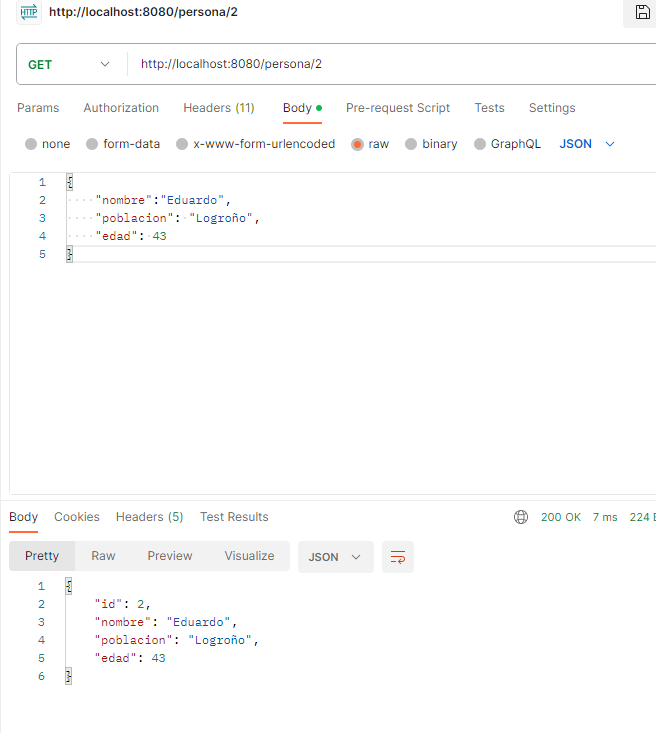 HTTP http://localhost:8080/persona/2
GET http://localhost:8080/persona/2
Params Authorization Headers (11) Body Pre-request Script Tests Settings
none form-data x-www-form-urlencoded raw binary GraphQL JSON
1 {
2 "nombre":"Eduardo",
3 "poblacion": "Logroño",
4 "edad": 43
5 }
Body Cookies Headers (5) Test Results 200 OK 7 ms 224
Pretty Raw Preview Visualize JSON
1 {
2 "id": 2,
3 "nombre": "Eduardo",
4 "poblacion": "Logroño",
5 "edad": 43
6 }